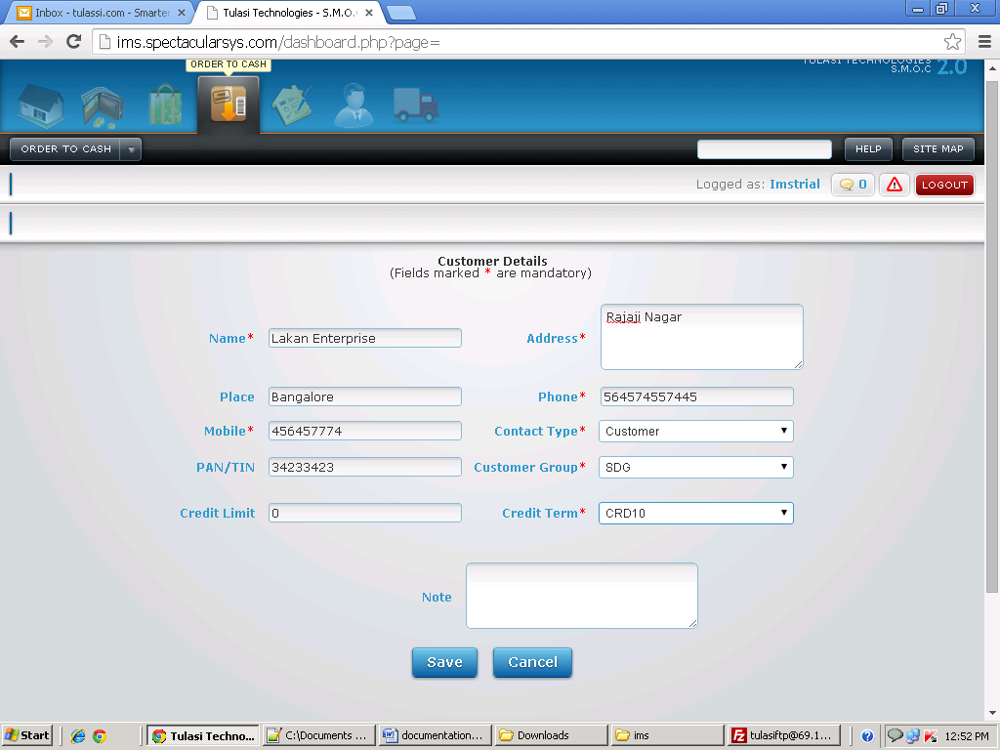 Inbox - tulassi.com - Smarter
Tulasi Technologies - S.M.O.
ims.spectacularsys.com/dashboard.php?page=
ORDER TO CASH
TULASI TECHNOLOGIES
S.M.O.C 2.0
ORDER TO CASH
HELP
SITE MAP
Logged as: Imstrial
0
LOGOUT
Customer Details
(Fields marked * are mandatory)
Name* Lakan Enterprise
Address* Rajaji Nagar
Place Bangalore
Phone* 564574557445
Mobile* 456457774
Contact Type* Customer
PAN/TIN 34233423
Customer Group* SDG
Credit Limit 0
Credit Term* CRD10
Note
Save
Cancel
Start
Tulasi Techno...
C:\Documents ...
documentation...
Downloads
ims
tulasiftp@69.1...
12:52 PM